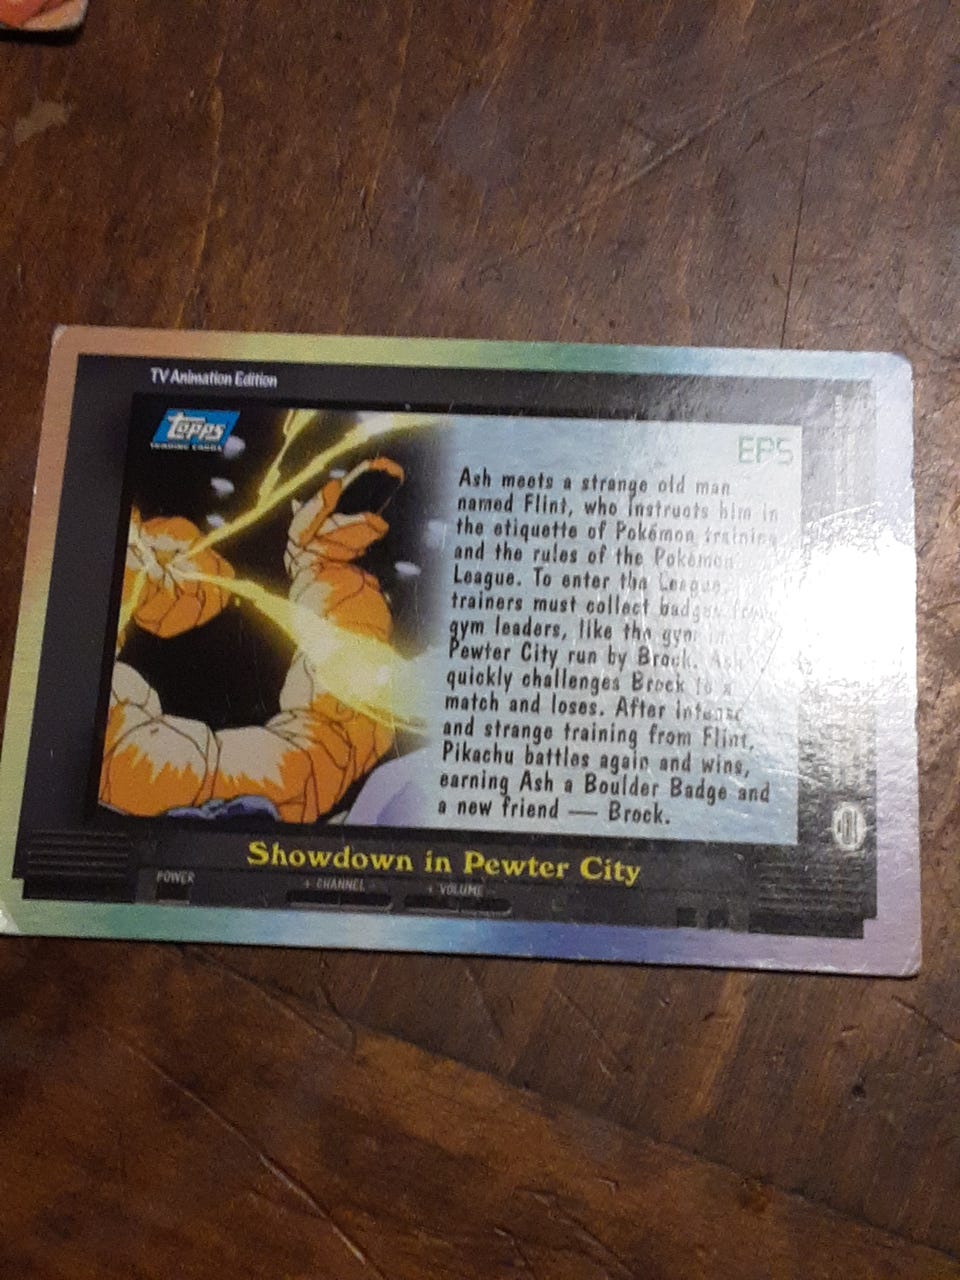 TV Animation Edition
Topps
TRADING CARDS
EP5
Ash meets a strange old man
named Flint, who instructs him in
the etiquette of Pokémon training
and the rules of the Pokémon
League. To enter the League,
trainers must collect badges from
gym leaders, like the gym in
Pewter City run by Brock. Ash
quickly challenges Brock to a
match and loses. After intense
and strange training from Flint,
Pikachu battles again and wins,
earning Ash a Boulder Badge and
a new friend — Brock.
Showdown in Pewter City
POWER
+ CHANNEL -
+ VOLUME -